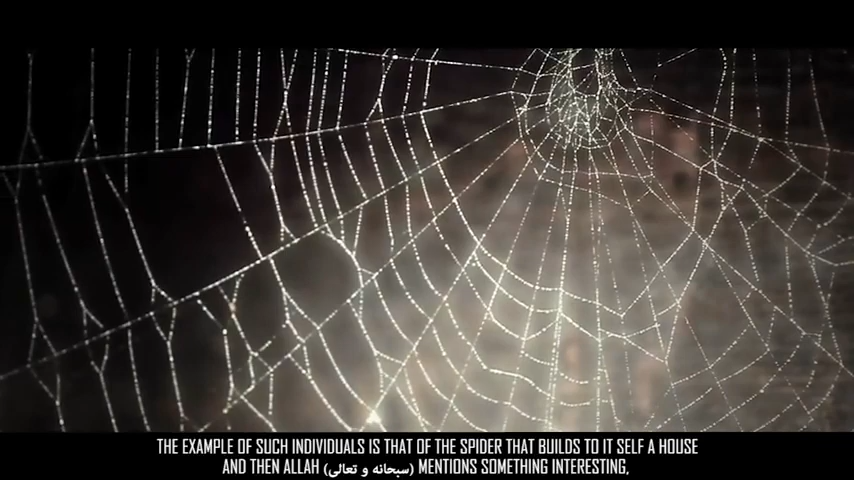 THE EXAMPLE OF SUCH INDIVIDUALS IS THAT OF THE SPIDER THAT BUILDS TO IT SELF A HOUSE
AND THEN ALLAH (سبحانه و تعالى) MENTIONS SOMETHING INTERESTING,